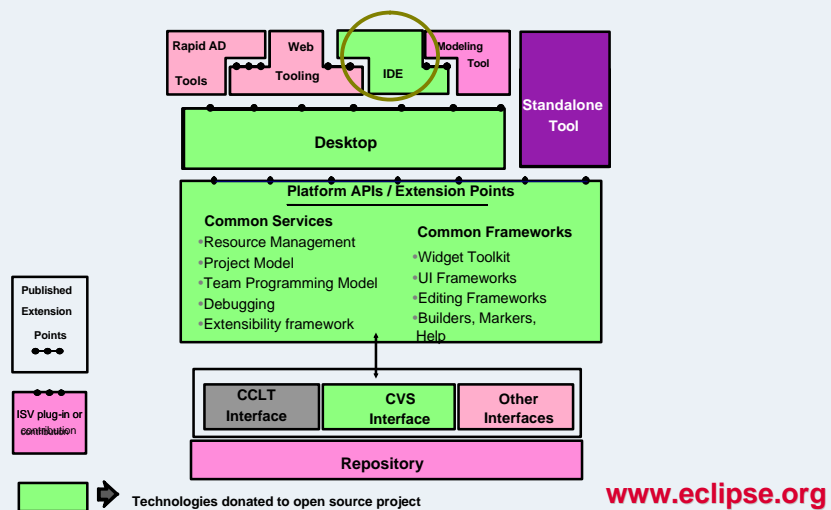 Rapid AD
Tools
Web
Tooling
IDE
Modeling
Tool
Standalone
Tool
Desktop
Platform APIs / Extension Points
Common Services
•Resource Management
•Project Model
•Team Programming Model
•Debugging
•Extensibility framework
Common Frameworks
•Widget Toolkit
•UI Frameworks
•Editing Frameworks
•Builders, Markers,
Help
Published
Extension
Points
ISV plug-in or
contribution
CCLT
Interface
CVS
Interface
Other
Interfaces
Repository
Technologies donated to open source project
www.eclipse.org